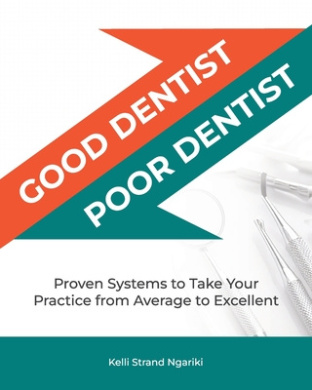 GOOD DENTIST
POOR DENTIST
Proven Systems to Take Your
Practice from Average to Excellent
Kelli Strand Ngariki